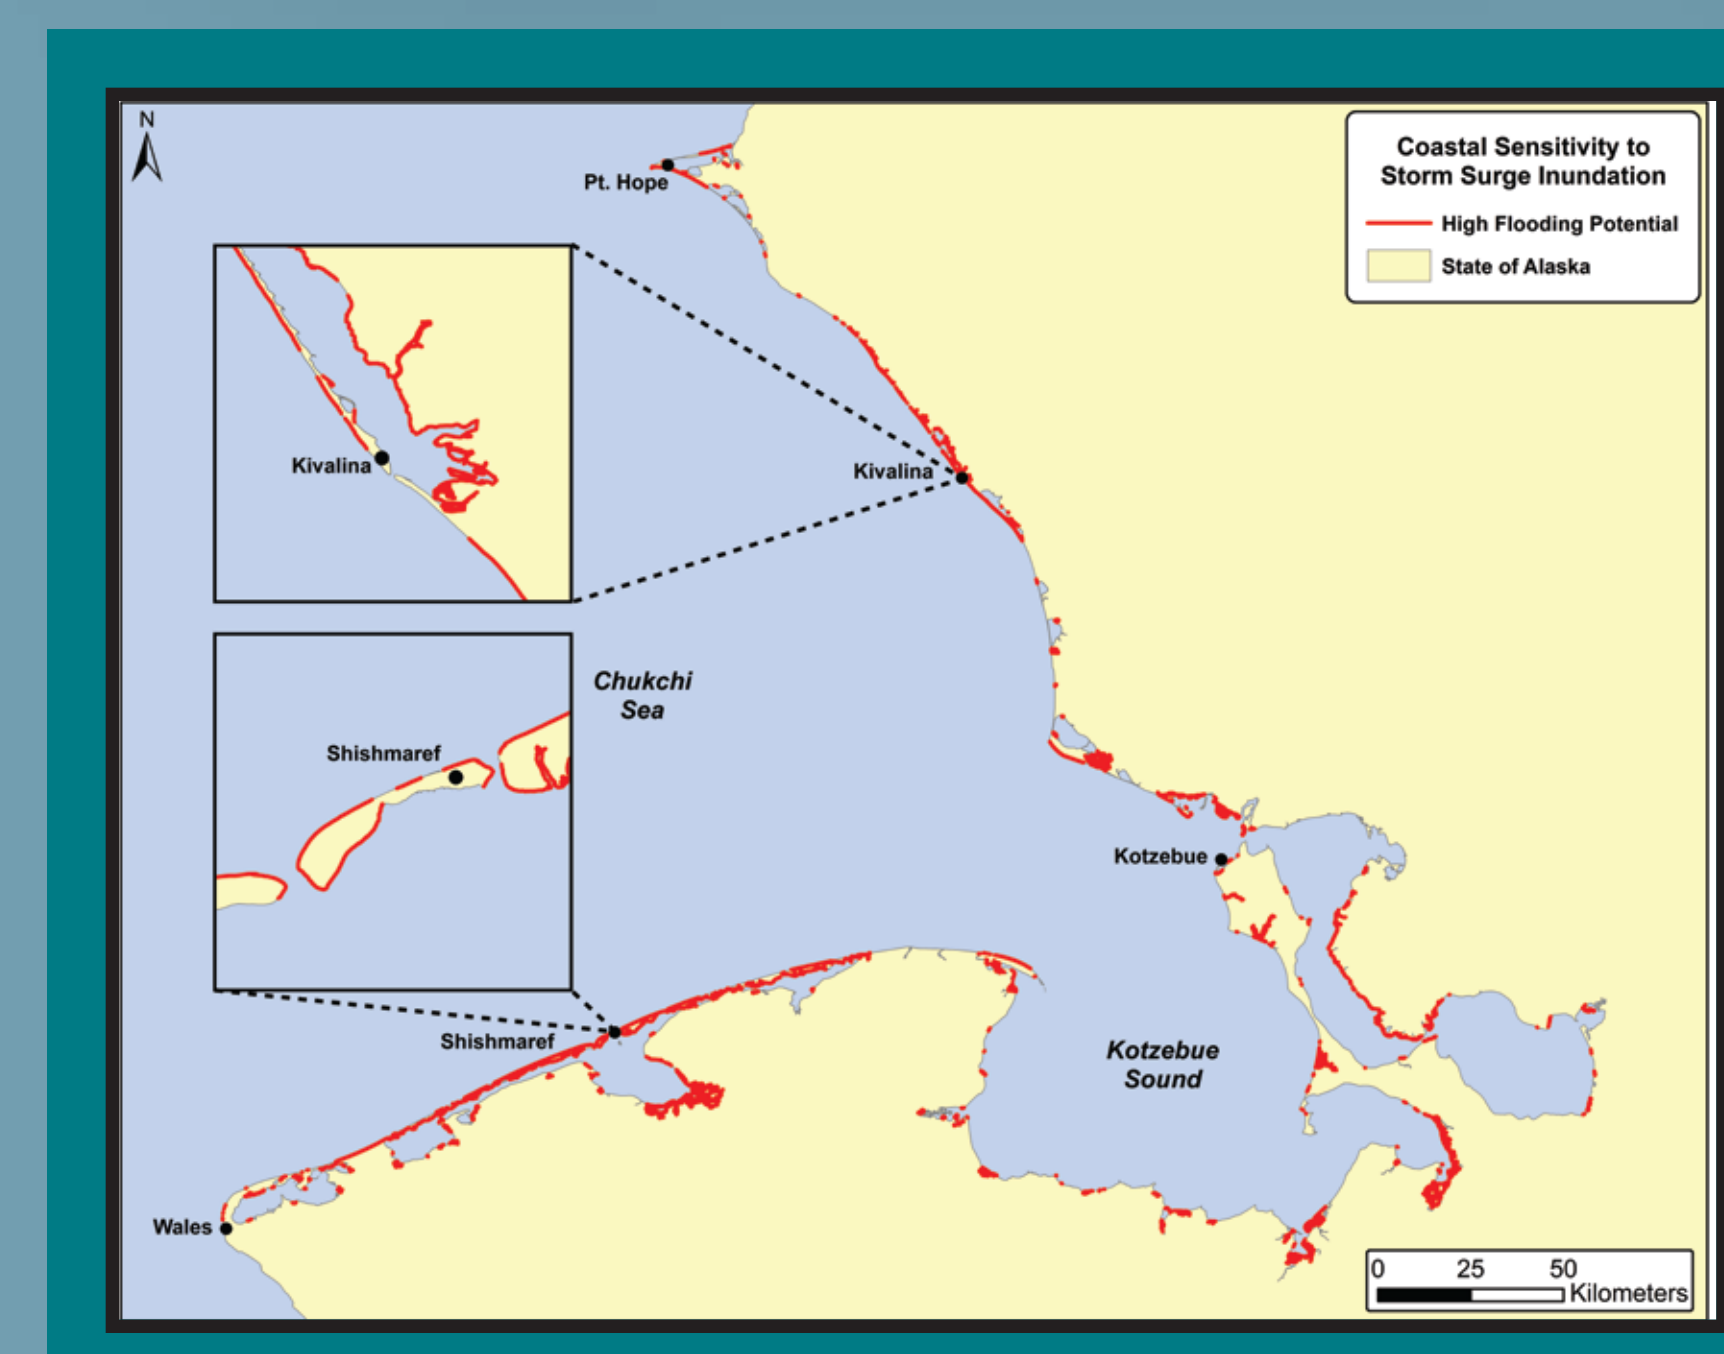 N
Coastal Sensitivity to
Storm Surge Inundation
High Flooding Potential
State of Alaska
Pt. Hope
Kivalina
Kivalina
Chukchi
Sea
Shishmaref
Kotzebue
Shishmaref
Kotzebue
Sound
Wales
0 25 50
Kilometers